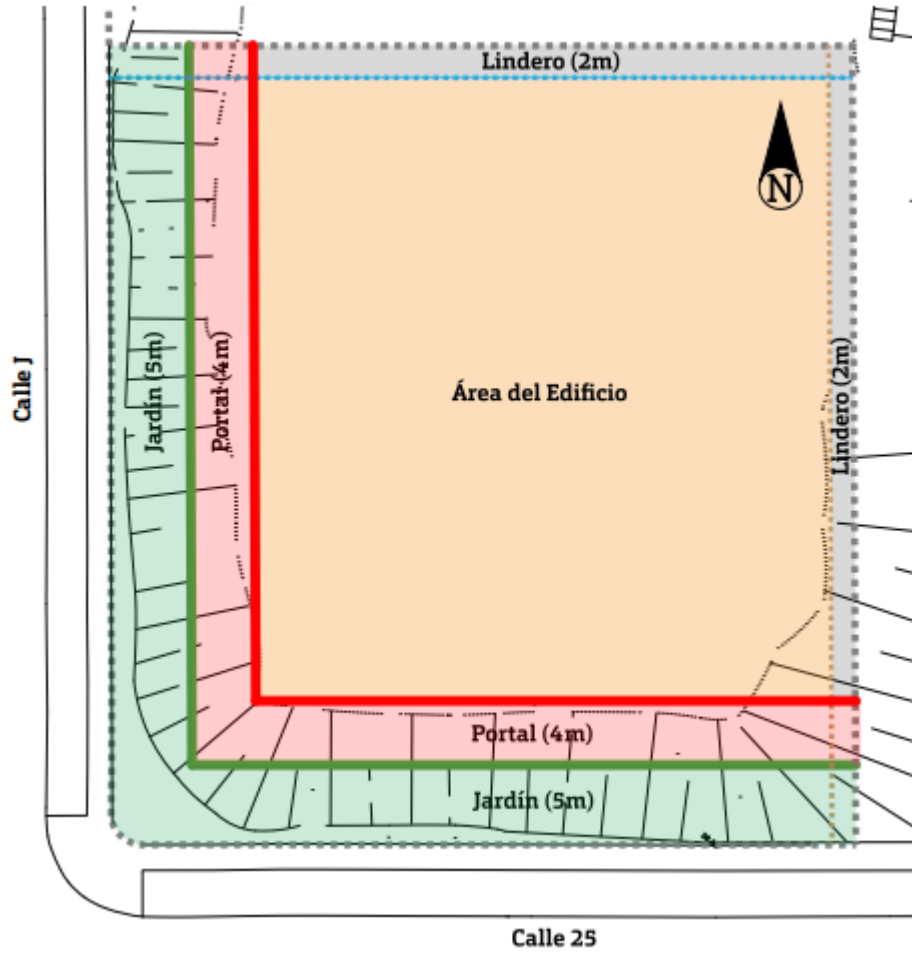 Lindero (2m)
N
Calle J
Jardín (5m)
Portal (4m)
Área del Edificio
Lindero (2m)
Portal (4m)
Jardín (5m)
Calle 25